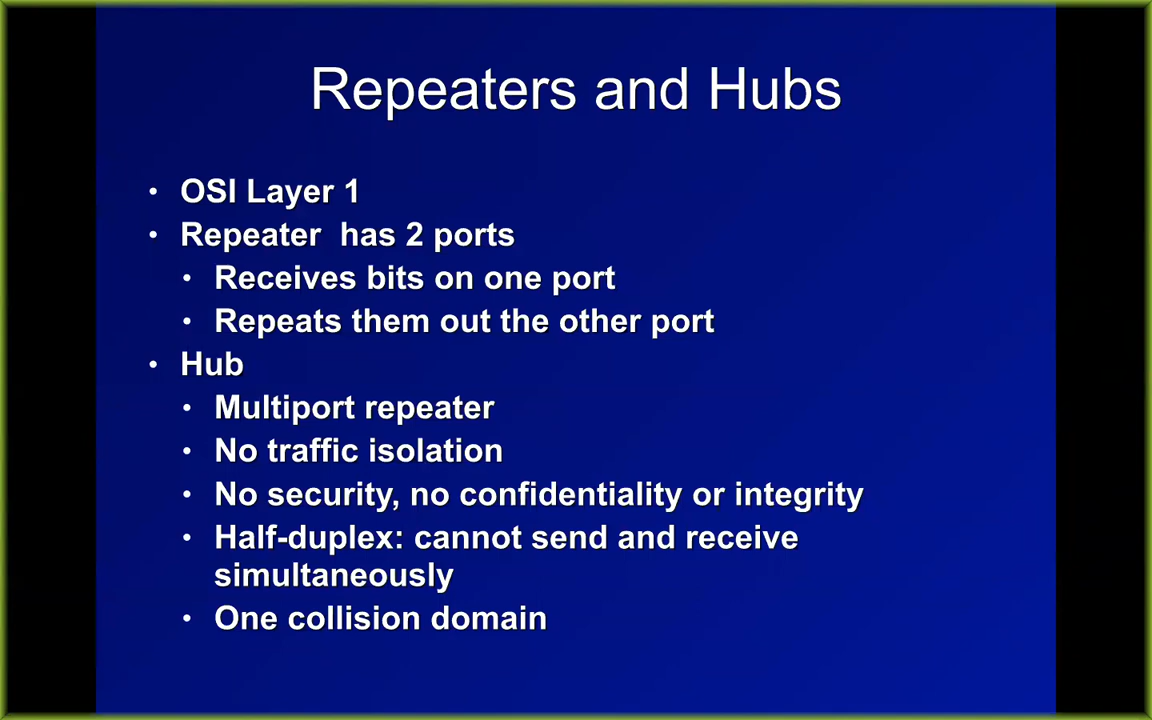 Repeaters and Hubs
• OSI Layer 1
• Repeater  has 2 ports
• Receives bits on one port
• Repeats them out the other port
• Hub
• Multiport repeater
• No traffic isolation
• No security, no confidentiality or integrity
• Half-duplex: cannot send and receive
simultaneously
• One collision domain